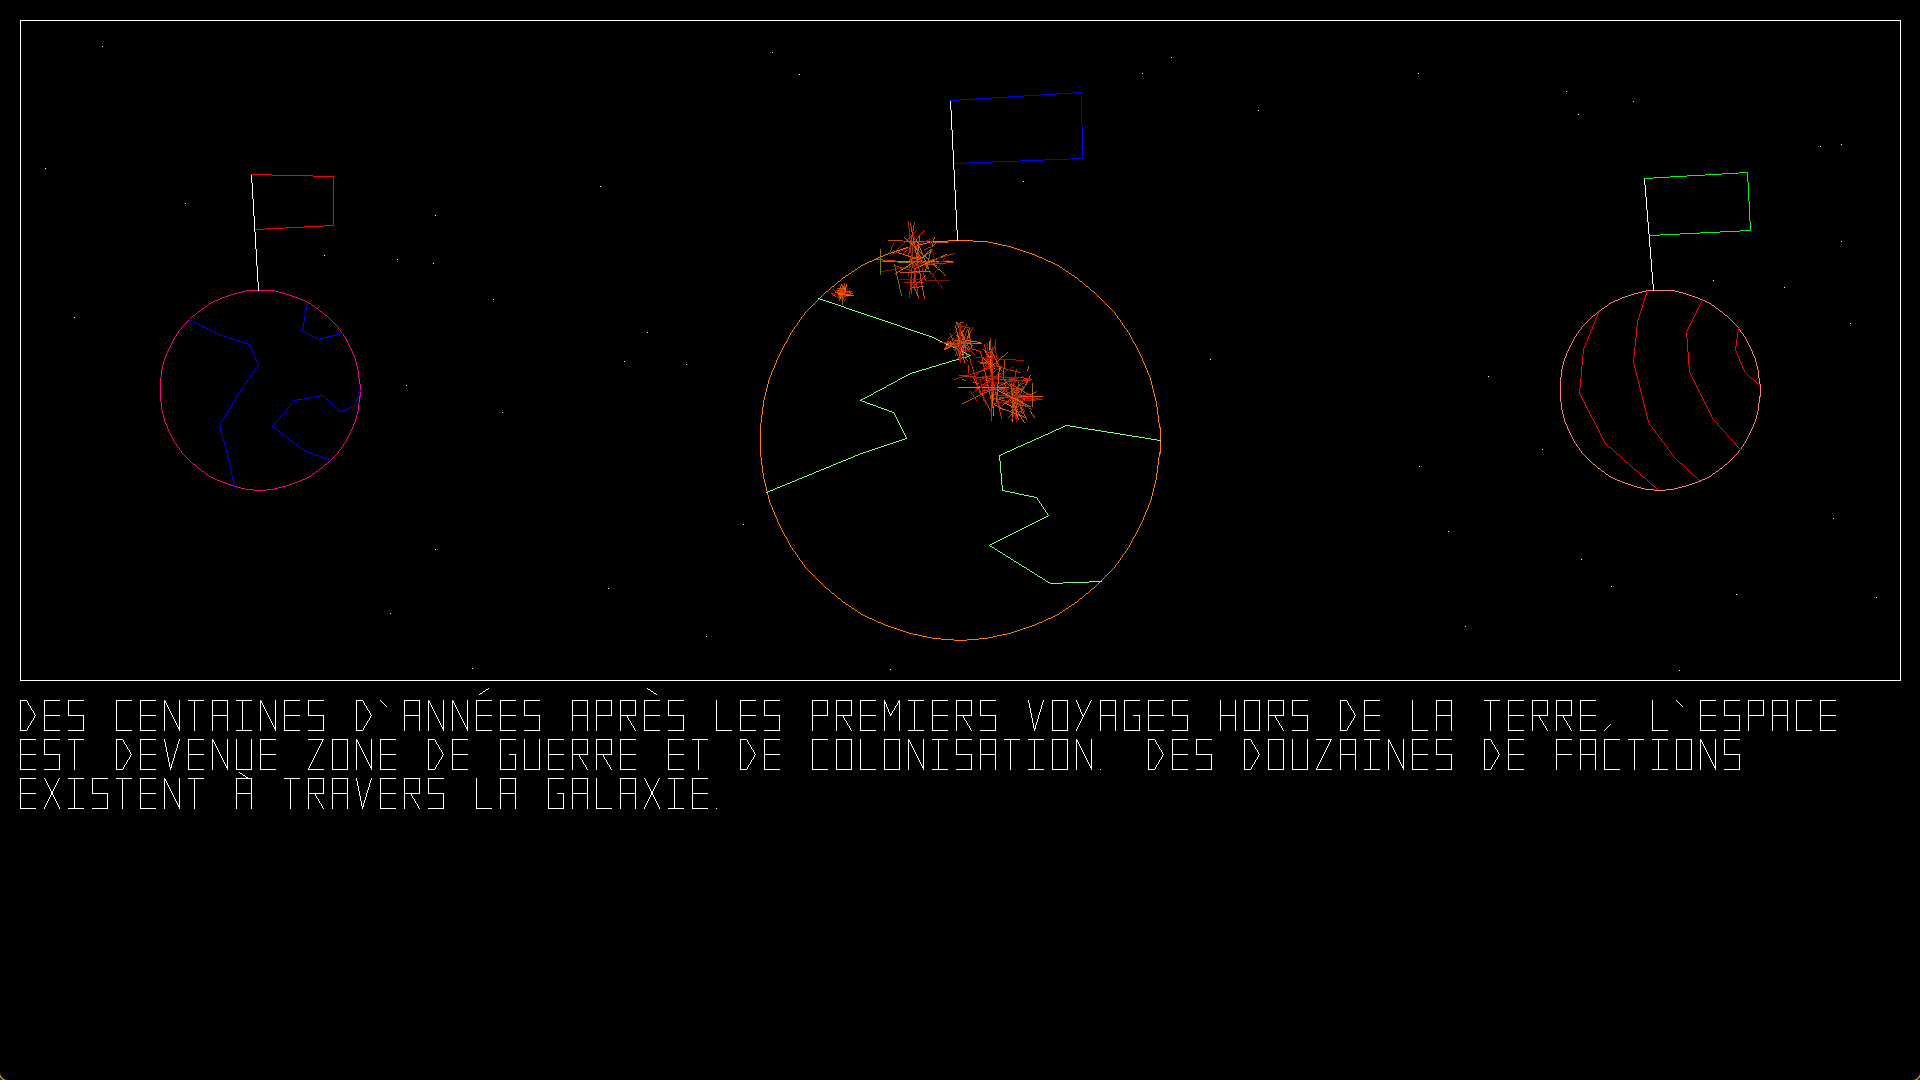 DES CENTAINES D`ANNÉES APRÈS LES PREMIERS VOYAGES HORS DE LA TERRE, L`ESPACE
EST DEVENUE ZONE DE GUERRE ET DE COLONISATION. DES DOUZAINES DE FACTIONS
EXISTENT À TRAVERS LA GALAXIE.